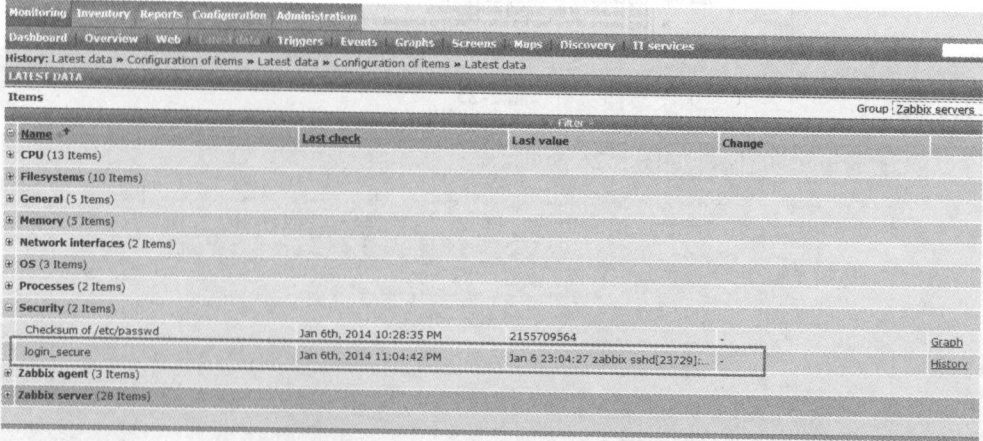 Monitoring Inventory Reports Configuration Administration
Dashboard Overview Web Latest data Triggers Events Graphs Screens Maps Discovery IT services
History: Latest data » Configuration of items » Latest data » Configuration of items » Latest data
LATEST DATA
Items
Group Zabbix servers
Filter
Name Last check Last value Change
CPU (13 Items)
Filesystems (10 Items)
General (5 Items)
Memory (5 Items)
Network interfaces (2 Items)
OS (3 Items)
Processes (2 Items)
Security (2 Items)
Checksum of /etc/passwd Jan 6th, 2014 10:28:35 PM 2155709564 - Graph
login_secure Jan 6th, 2014 11:04:42 PM Jan 6 23:04:27 zabbix sshd[23729]:... - History
Zabbix agent (3 Items)
Zabbix server (28 Items)